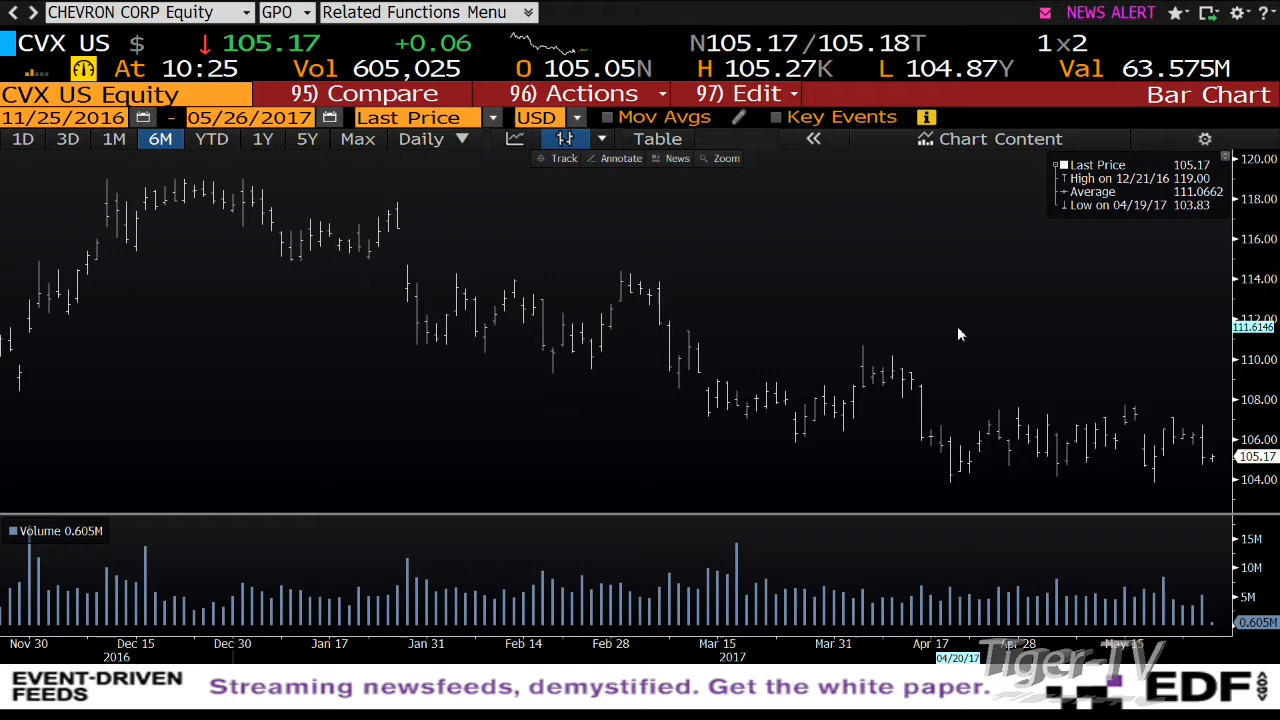 CHEVRON CORP Equity GPO Related Functions Menu NEWS ALERT ?
CVX US $ ↓ 105.17 +0.06 N105.17/105.18T 1x2
At 10:25 Vol 605,025 O 105.05N H 105.27K L 104.87Y Val 63.575M
CVX US Equity 95) Compare 96) Actions 97) Edit Bar Chart
11/25/2016 - 05/26/2017 Last Price USD Mov Avgs Key Events i
1D 3D 1M 6M YTD 1Y 5Y Max Daily ▼ Table « Chart Content
Track Annotate News Zoom
Last Price 105.17
High on 12/21/16 119.00
Average 111.0662
Low on 04/19/17 103.83
120.00
118.00
116.00
114.00
112.00
111.6146
110.00
108.00
106.00
105.17
104.00
Volume 0.605M
15M
10M
5M
0.605M
Nov 30 Dec 15 Dec 30 Jan 17 Jan 31 Feb 14 Feb 28 Mar 15 Mar 31 Apr 17 Apr 28 May 15
2016 2017 04/20/17
Tiger-TV
EVENT-DRIVEN
FEEDS
Streaming newsfeeds, demystified. Get the white paper.
EDF